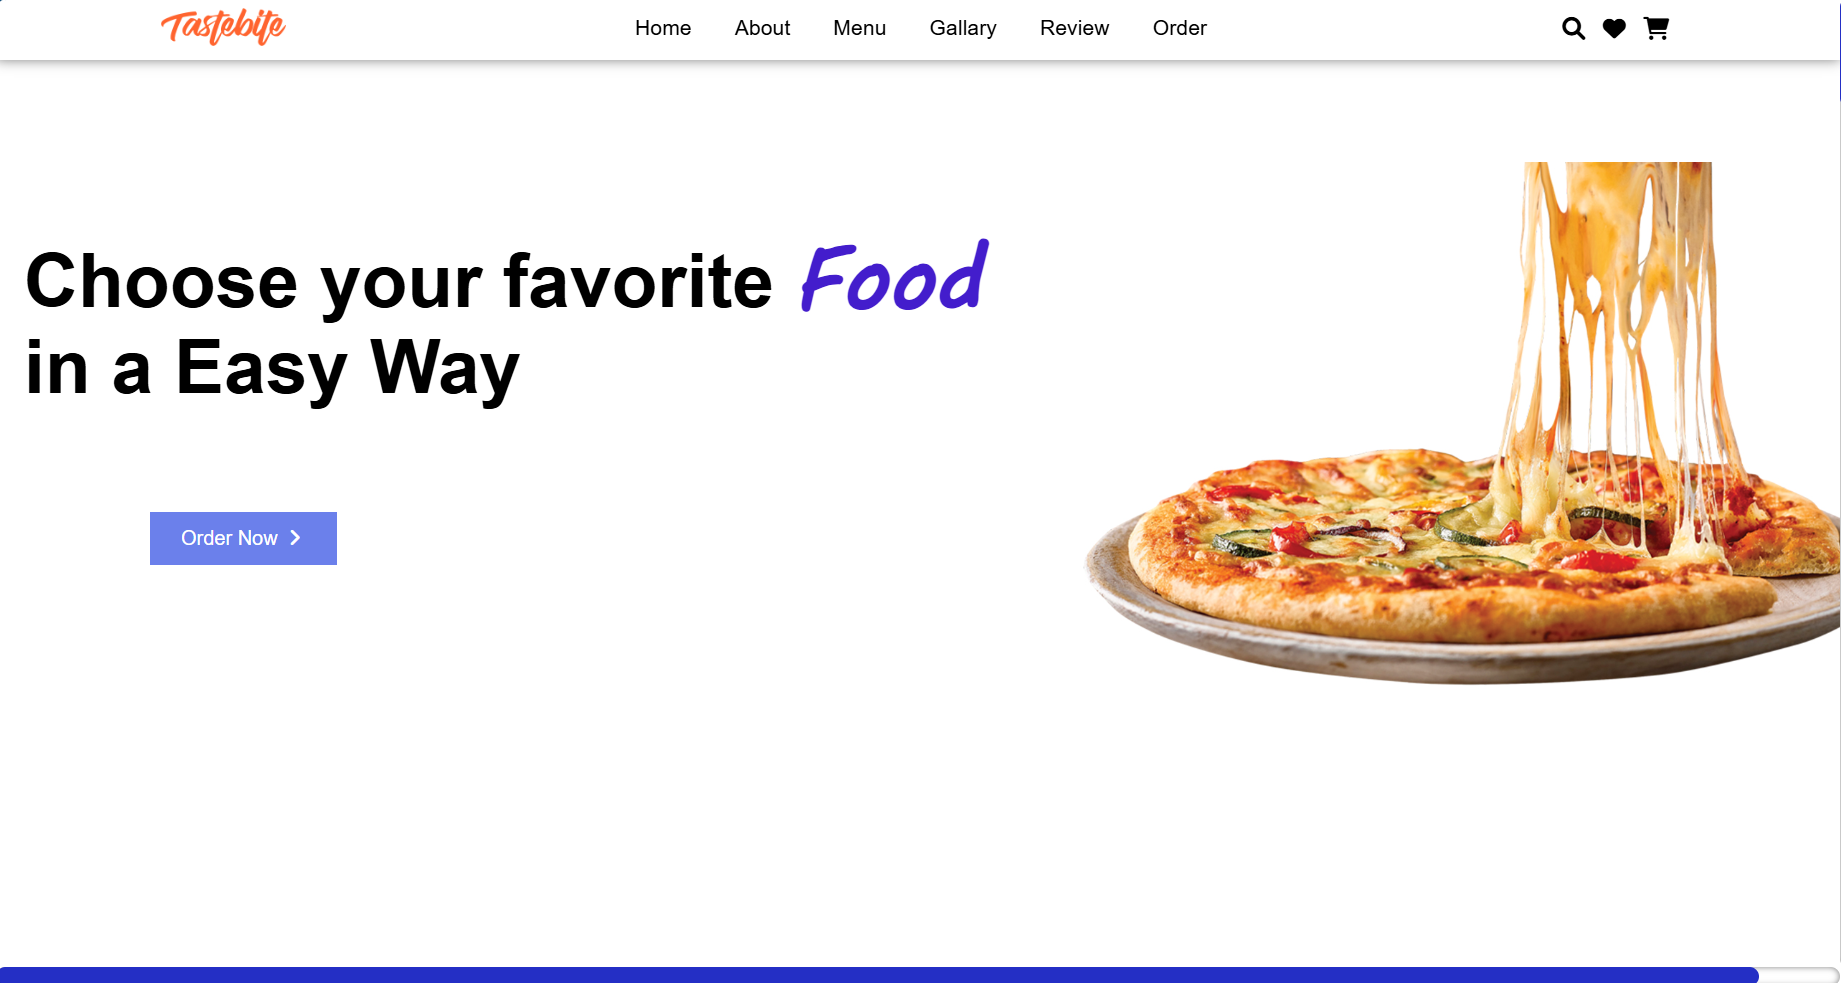 Tastebite
Home About Menu Gallary Review Order
Choose your favorite Food
in a Easy Way
Order Now